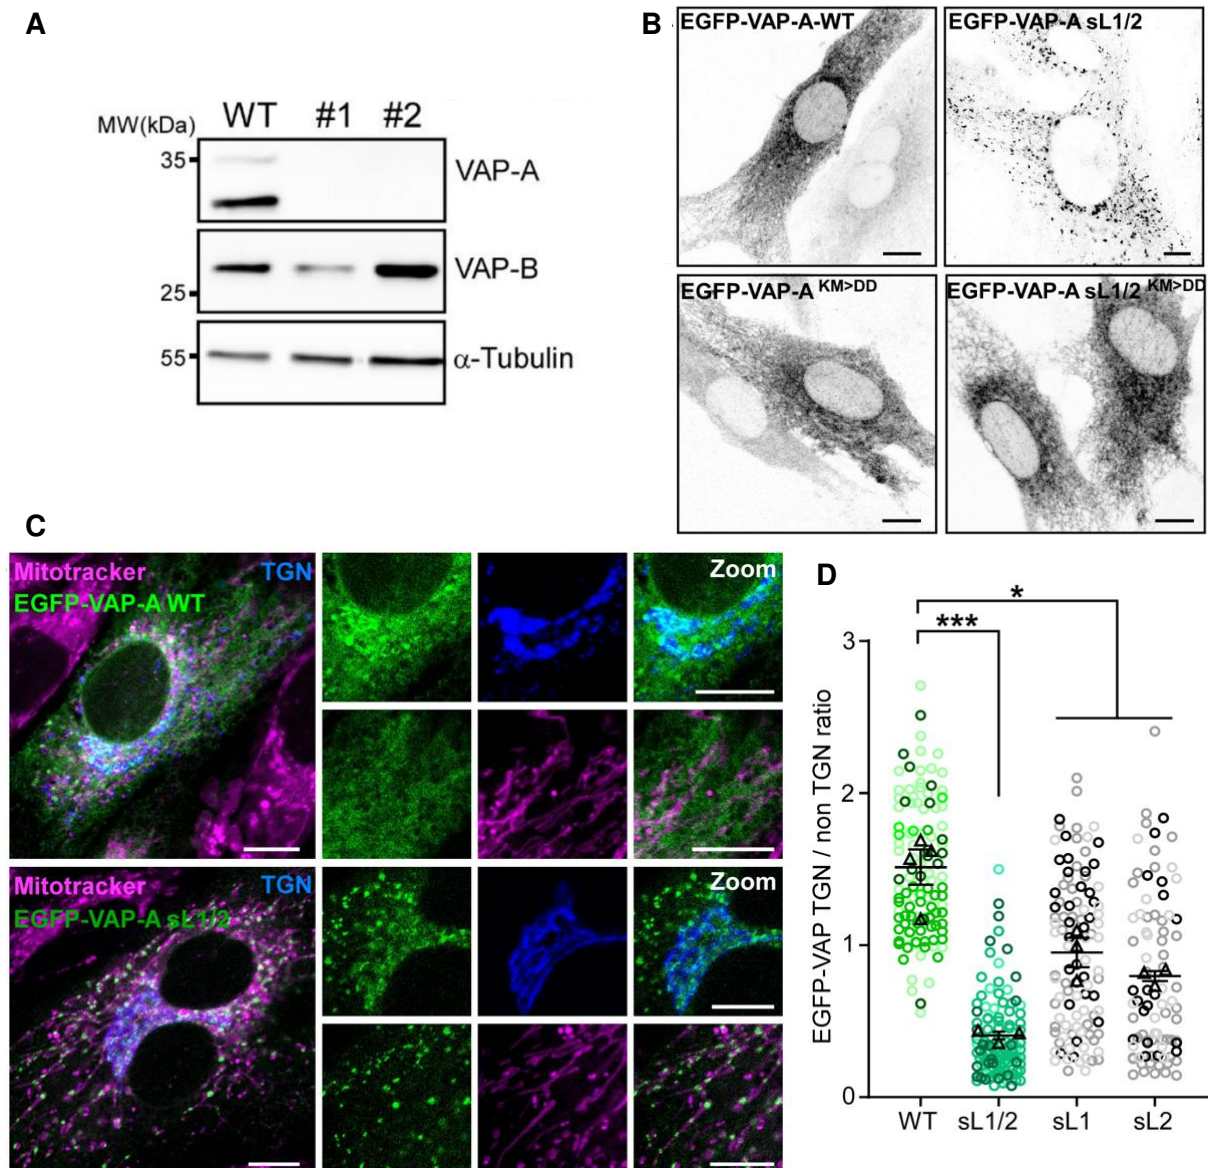 A
MW(kDa) WT #1 #2
35
VAP-A
VAP-B
25
55
α-Tubulin
B
EGFP-VAP-A-WT
EGFP-VAP-A sL1/2
EGFP-VAP-A KM>DD
EGFP-VAP-A sL1/2 KM>DD
C
Mitotracker TGN
EGFP-VAP-A WT
Zoom
Mitotracker TGN
EGFP-VAP-A sL1/2
Zoom
D
*
***
3
2
1
0
EGFP-VAP TGN / non TGN ratio
WT sL1/2 sL1 sL2